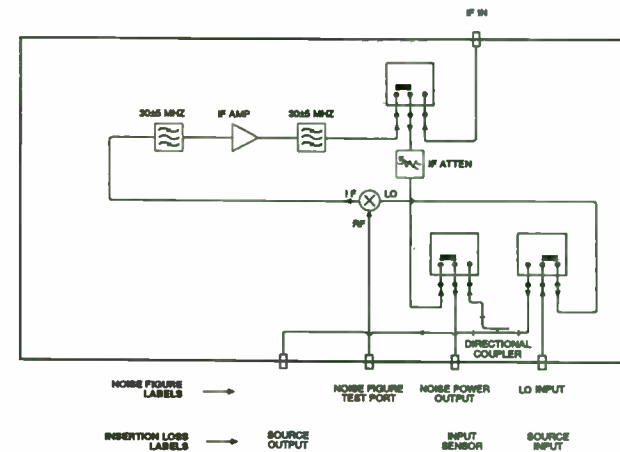 IF IN
30±5 MHZ
IF AMP
30±5 MHZ
IF ATTEN
IF
LO
RF
DIRECTIONAL
COUPLER
NOISE FIGURE
LABELS
NOISE FIGURE
TEST PORT
NOISE POWER
OUTPUT
LO INPUT
INSERTION LOSS
LABELS
SOURCE
OUTPUT
INPUT
SENSOR
SOURCE
INPUT